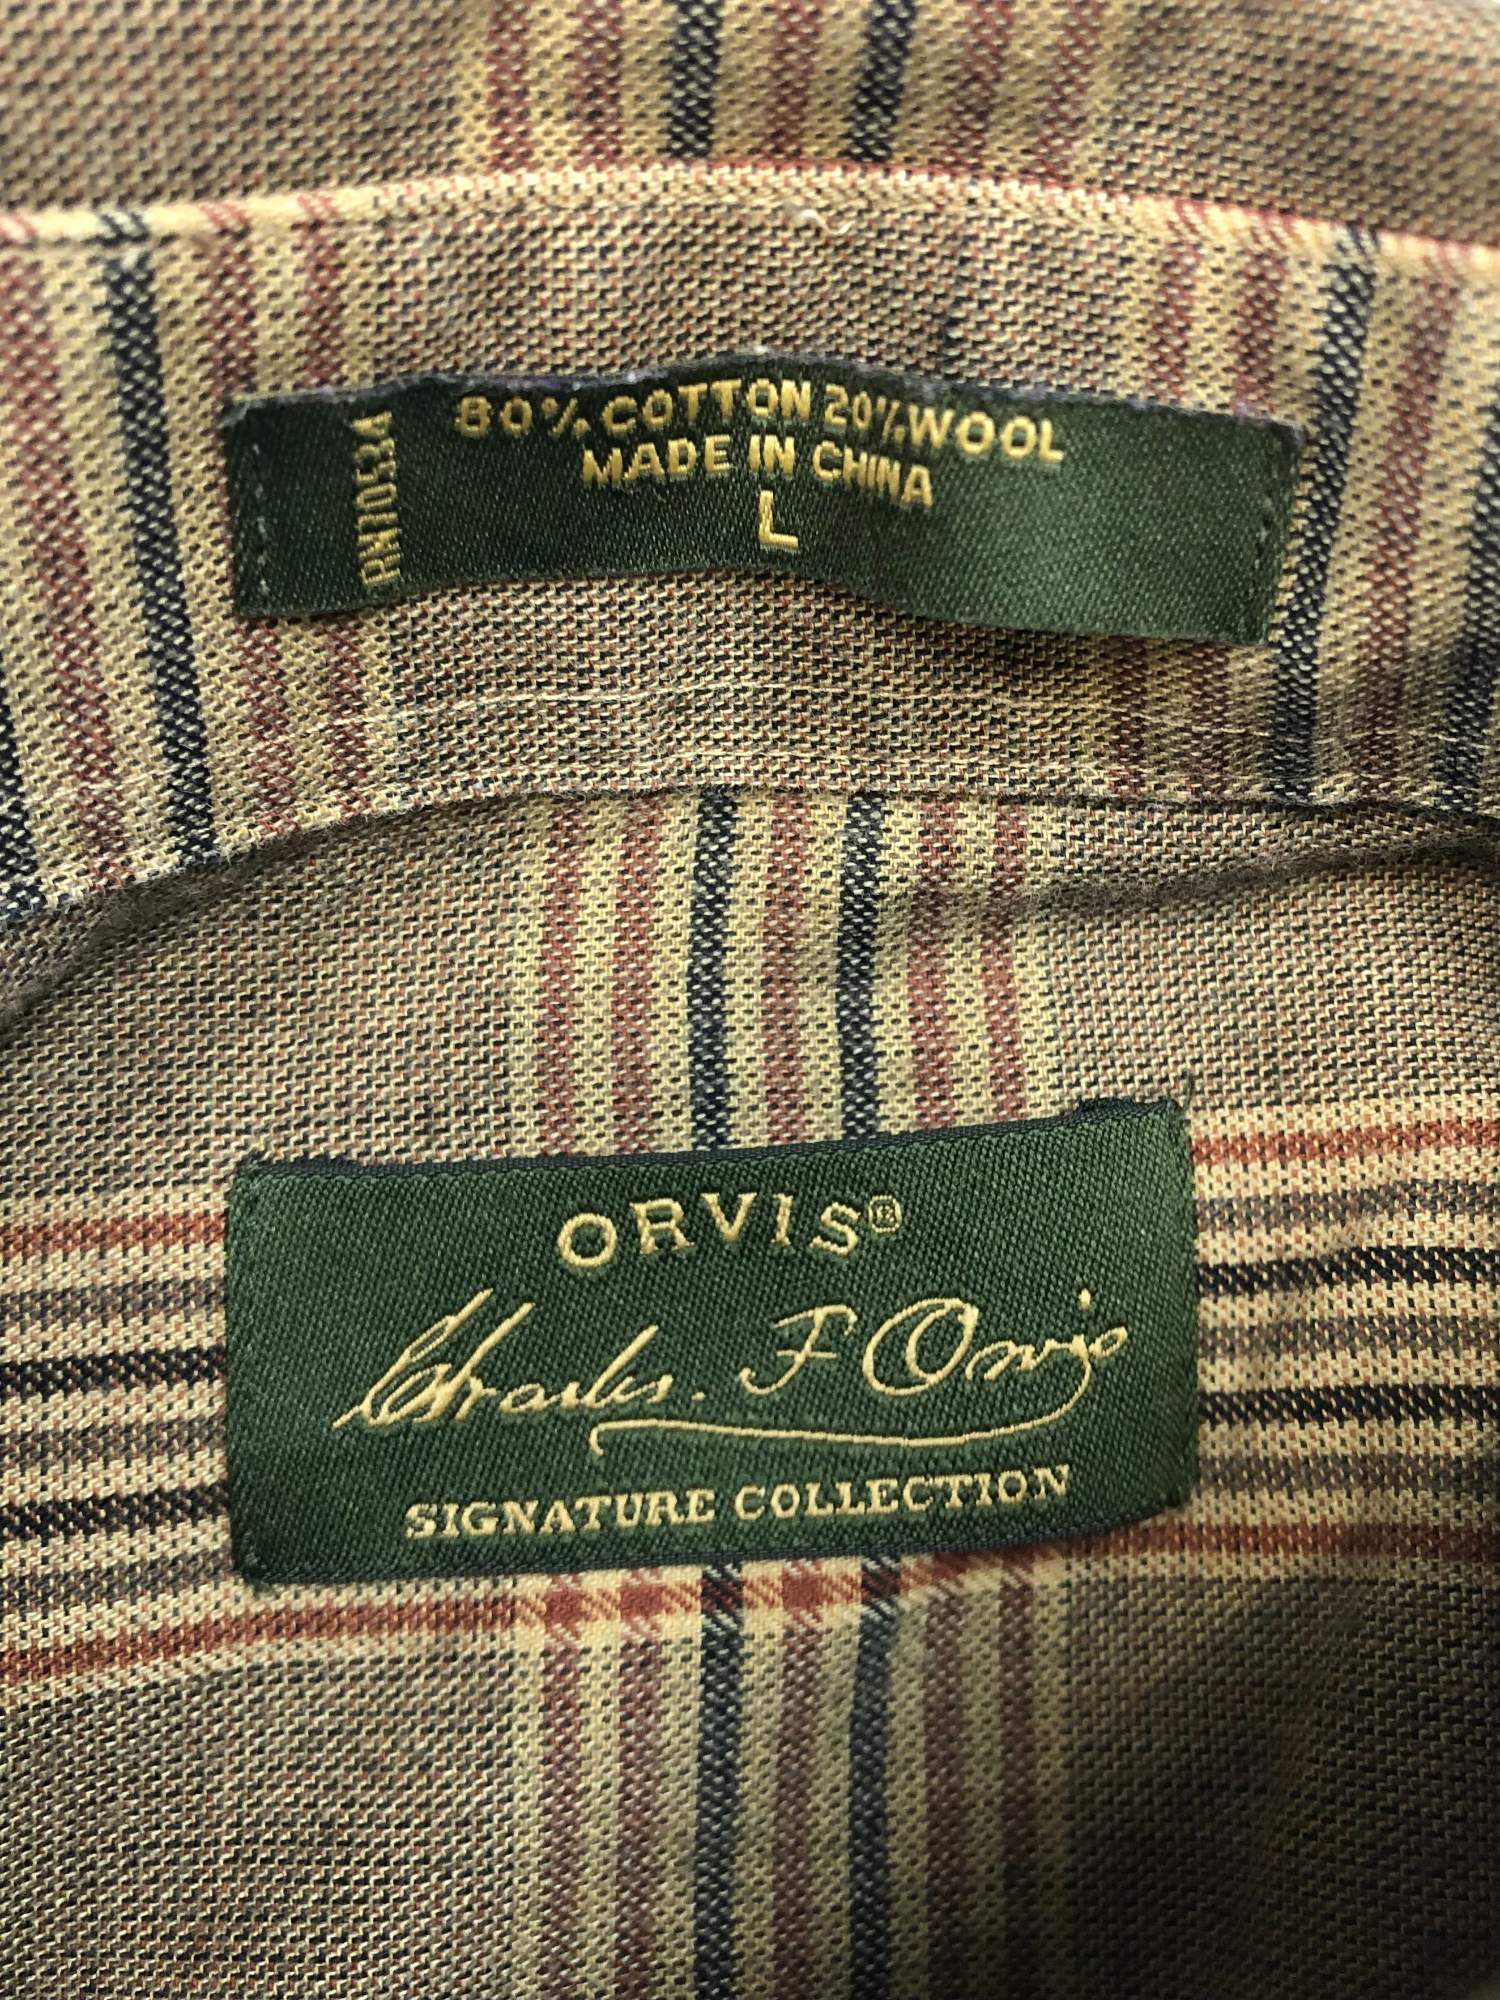 80% COTTON 20% WOOL
MADE IN CHINA
L
RN70534
ORVIS®
Charles. F Orvis
SIGNATURE COLLECTION